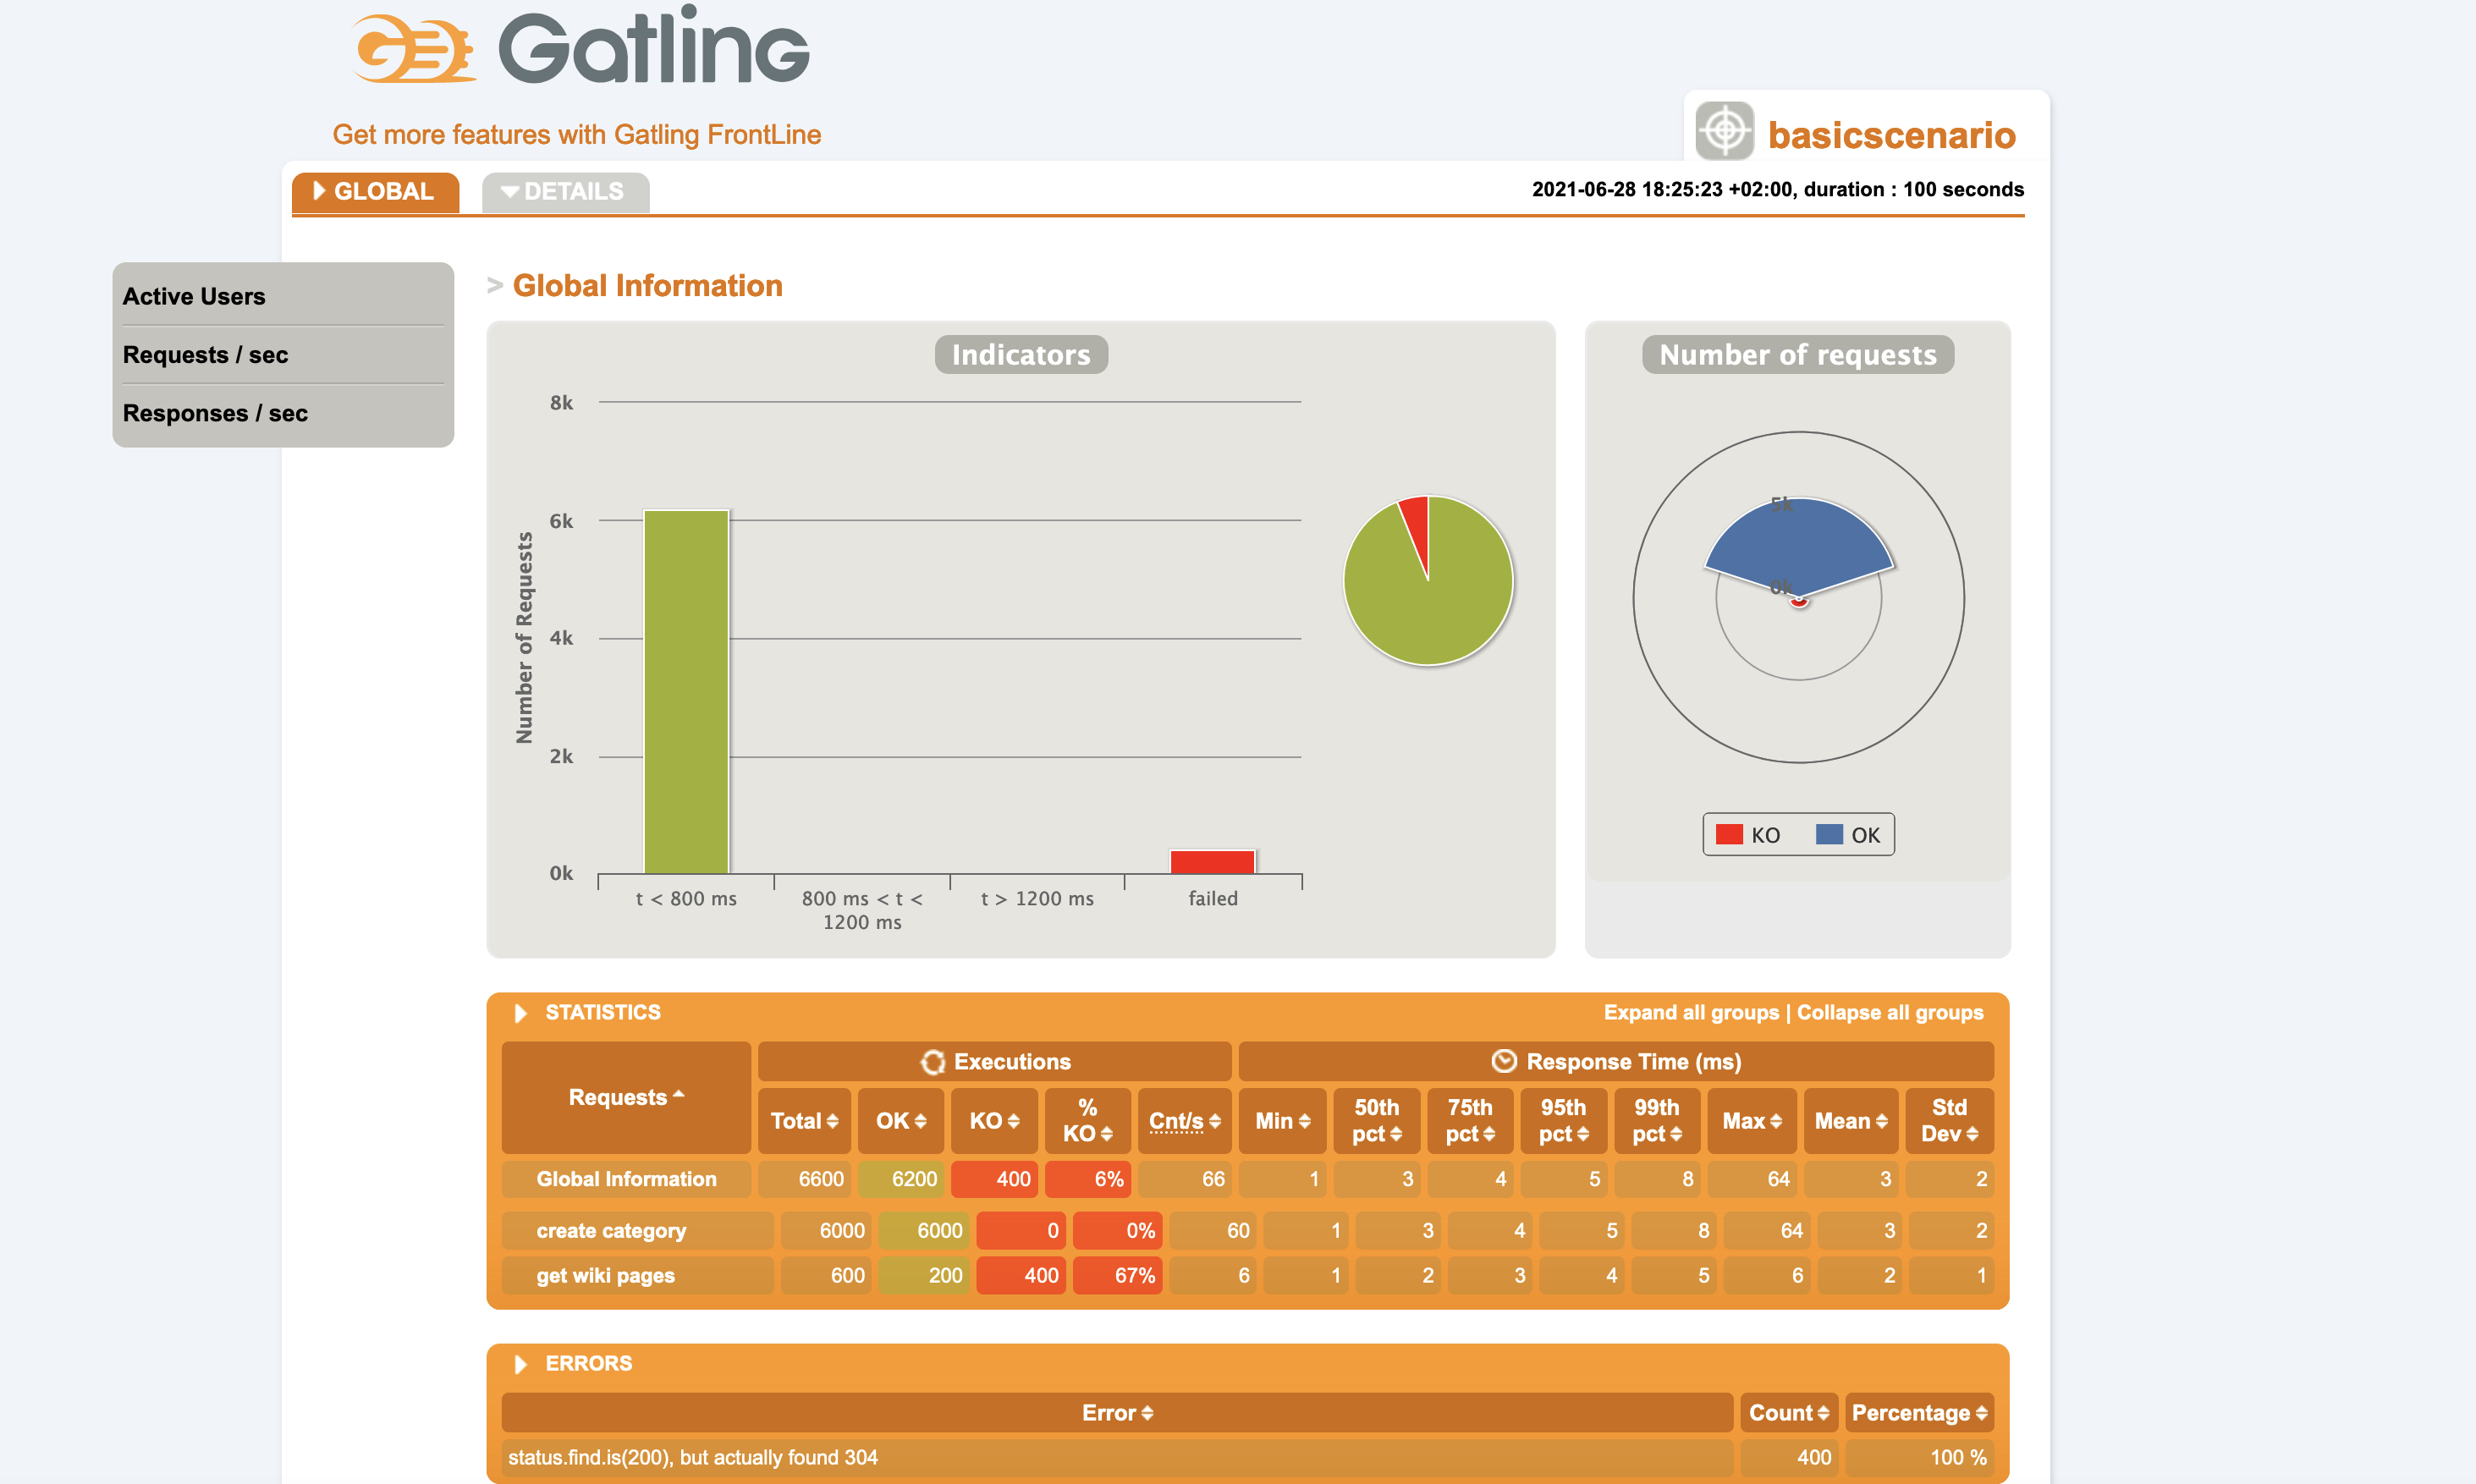 Gatling
Get more features with Gatling FrontLine
basicscenario
GLOBAL
DETAILS
2021-06-28 18:25:23 +02:00, duration : 100 seconds
Active Users
Requests / sec
Responses / sec
> Global Information
Indicators
Number of Requests
8k
6k
4k
2k
0k
t < 800 ms
800 ms < t <
1200 ms
t > 1200 ms
failed
Number of requests
5k
0k
KO
OK
STATISTICS
Expand all groups | Collapse all groups
Requests
Executions
Response Time (ms)
Total
OK
KO
%
KO
Cnt/s
Min
50th
pct
75th
pct
95th
pct
99th
pct
Max
Mean
Std
Dev
Global Information 6600 6200 400 6% 66 1 3 4 5 8 64 3 2
create category 6000 6000 0 0% 60 1 3 4 5 8 64 3 2
get wiki pages 600 200 400 67% 6 1 2 3 4 5 6 2 1
ERRORS
Error Count Percentage
status.find.is(200), but actually found 304 400 100 %